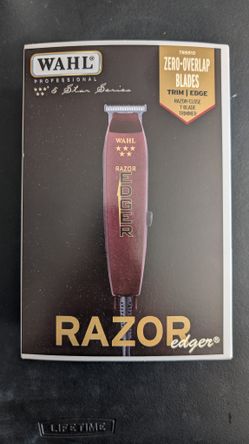 WAHL®
PROFESSIONAL
5 Star Series
ZERO-OVERLAP
BLADES
TRIM | EDGE
RAZOR-CLOSE
T BLADE
TRIMMER
WAHL
RAZOR
EDGER
RAZOR
edger®
LIFETIME